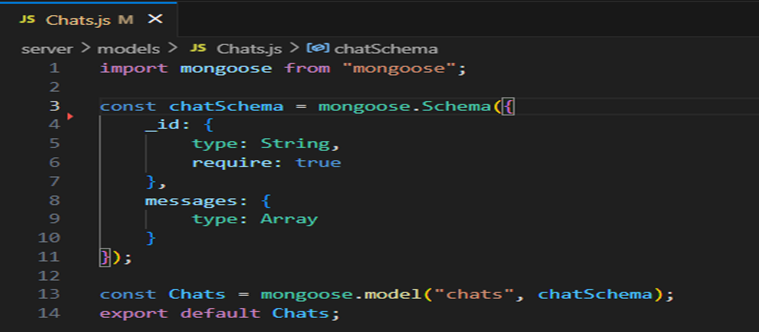 JS Chats.js M ×
server > models > JS Chats.js > chatSchema
1 import mongoose from "mongoose";
2
3 const chatSchema = mongoose.Schema({
4     _id: {
5         type: String,
6         require: true
7     },
8     messages: {
9         type: Array
10     }
11 });
12
13 const Chats = mongoose.model("chats", chatSchema);
14 export default Chats;